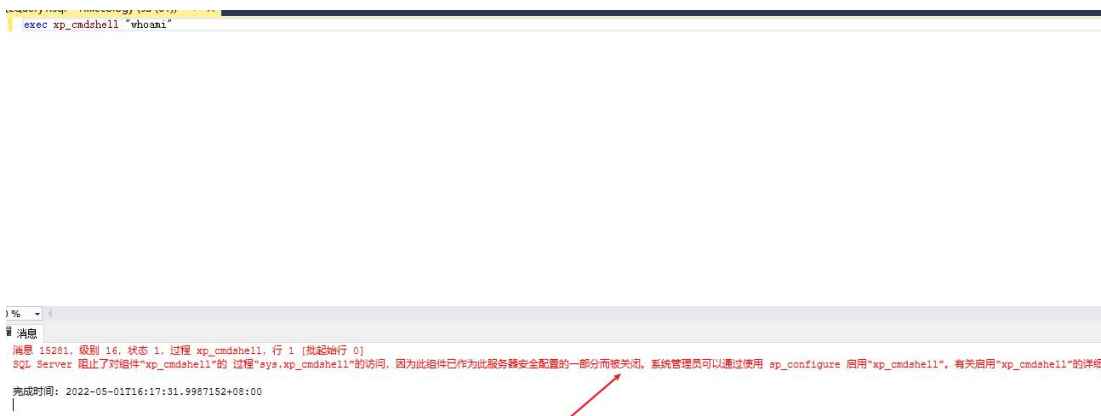 exec xp_cmdshell "whoami"
%
消息
消息 15281，级别 16，状态 1，过程 xp_cmdshell，行 1 [批起始行 0]
SQL Server 阻止了对组件“xp_cmdshell”的 过程“sys.xp_cmdshell”的访问，因为此组件已作为此服务器安全配置的一部分而被关闭。系统管理员可以通过使用 sp_configure 启用“xp_cmdshell”。有关启用“xp_cmdshell”的详细
完成时间: 2022-05-01T16:17:31.9987152+08:00